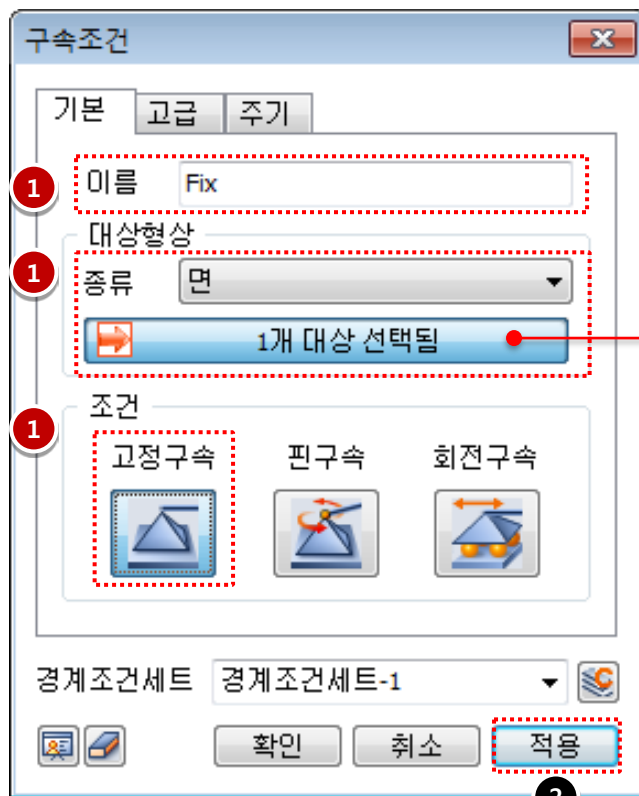 구속조건
기본 고급 주기
1 이름 Fix
대상형상
1 종류 면
1개 대상 선택됨
조건
1 고정구속 핀구속 회전구속
경계조건세트 경계조건세트-1
확인 취소 적용